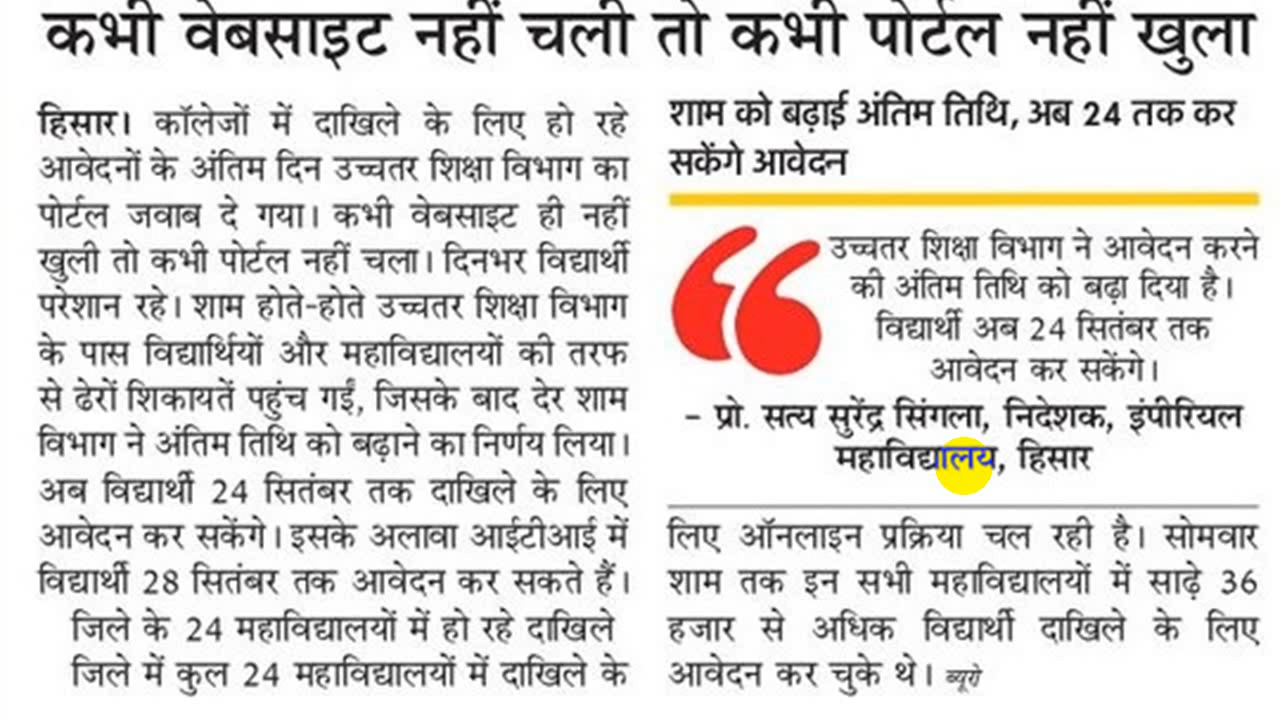 कभी वेबसाइट नहीं चली तो कभी पोर्टल नहीं खुला
हिसार। कॉलेजों में दाखिले के लिए हो रहे
आवेदनों के अंतिम दिन उच्चतर शिक्षा विभाग का
पोर्टल जवाब दे गया। कभी वेबसाइट ही नहीं
खुली तो कभी पोर्टल नहीं चला। दिनभर विद्यार्थी
परेशान रहे। शाम होते-होते उच्चतर शिक्षा विभाग
के पास विद्यार्थियों और महाविद्यालयों की तरफ
से ढेरों शिकायतें पहुंच गईं, जिसके बाद देर शाम
विभाग ने अंतिम तिथि को बढ़ाने का निर्णय लिया।
अब विद्यार्थी 24 सितंबर तक दाखिले के लिए
आवेदन कर सकेंगे। इसके अलावा आईटीआई में
विद्यार्थी 28 सितंबर तक आवेदन कर सकते हैं।
जिले के 24 महाविद्यालयों में हो रहे दाखिले
जिले में कुल 24 महाविद्यालयों में दाखिले के
शाम को बढ़ाई अंतिम तिथि, अब 24 तक कर
सकेंगे आवेदन
उच्चतर शिक्षा विभाग ने आवेदन करने
की अंतिम तिथि को बढ़ा दिया है।
विद्यार्थी अब 24 सितंबर तक
आवेदन कर सकेंगे।
– प्रो. सत्य सुरेंद्र सिंगला, निदेशक, इंपीरियल
महाविद्यालय, हिसार
लिए ऑनलाइन प्रक्रिया चल रही है। सोमवार
शाम तक इन सभी महाविद्यालयों में साढ़े 36
हजार से अधिक विद्यार्थी दाखिले के लिए
आवेदन कर चुके थे। ब्यूरो